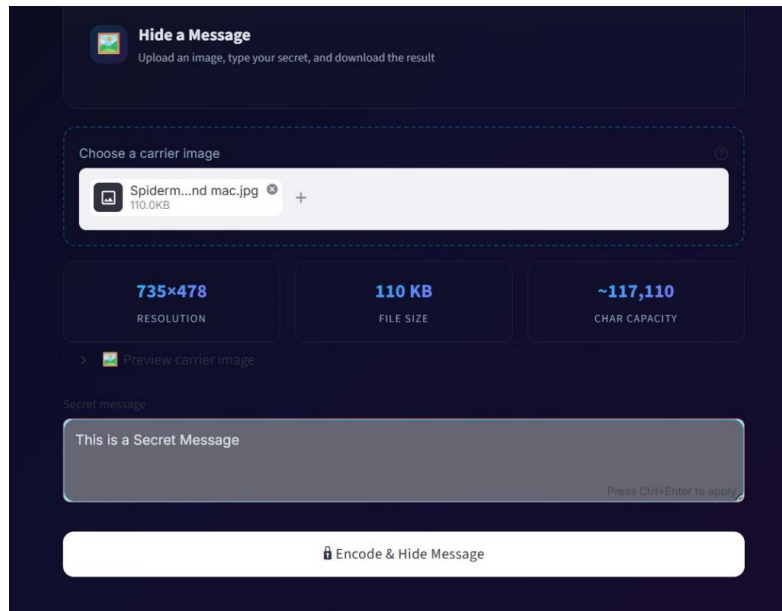 Hide a Message
Upload an image, type your secret, and download the result
Choose a carrier image
Spiderm...nd mac.jpg
110.0KB
735×478
RESOLUTION
110 KB
FILE SIZE
~117,110
CHAR CAPACITY
Preview carrier image
Secret message
This is a Secret Message
Press Ctrl+Enter to apply
Encode & Hide Message